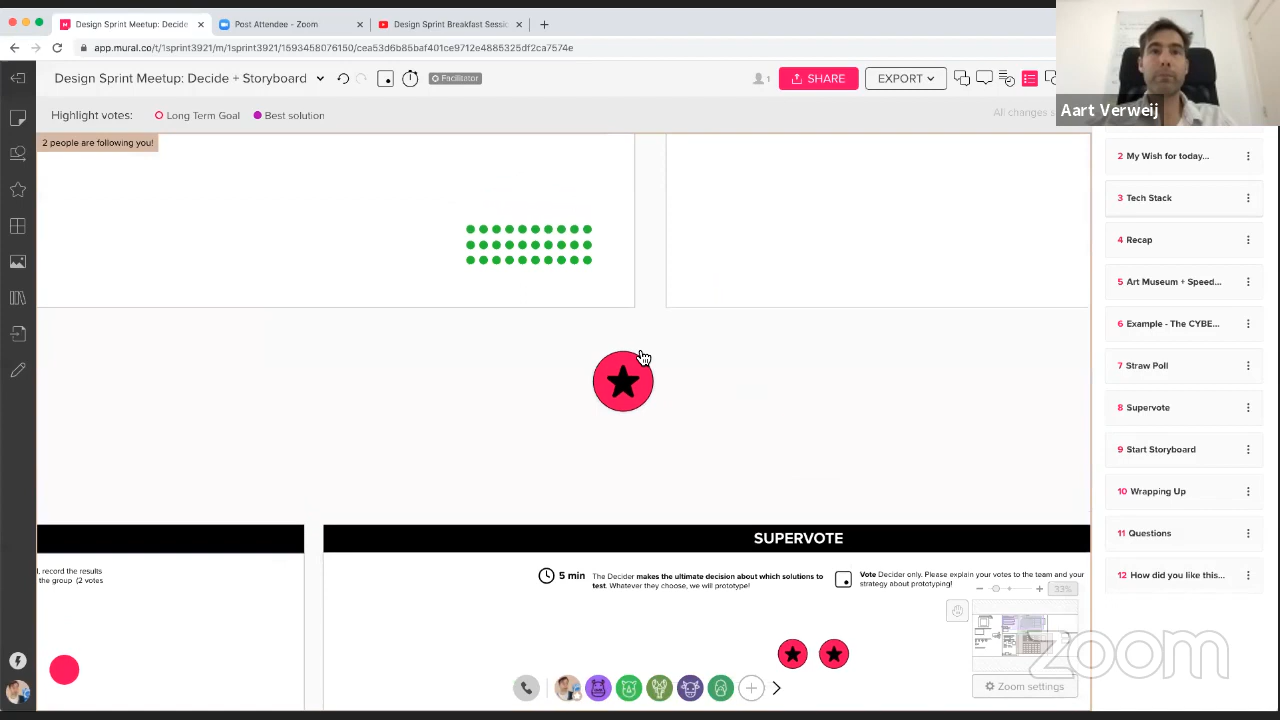 Design Sprint Meetup: Decide
Post Attendee - Zoom
Design Sprint Breakfast Sessio
app.mural.co/t/1sprint3921/m/1sprint3921/1593458076150/cea53d6b85baf401ce9712e4885325df2ca7574e
Aart Verweij
Design Sprint Meetup: Decide + Storyboard
Facilitator
1
SHARE
EXPORT
Highlight votes:
Long Term Goal
Best solution
All changes s
2 people are following you!
2 My Wish for today...
3 Tech Stack
4 Recap
5 Art Museum + Speed...
6 Example - The CYBE...
7 Straw Poll
8 Supervote
9 Start Storyboard
10 Wrapping Up
11 Questions
12 How did you like this...
SUPERVOTE
, record the results
the group (2 votes
5 min
The Decider makes the ultimate decision about which solutions to
test. Whatever they choose, we will prototype!
Vote Decider only. Please explain your votes to the team and your
strategy about prototyping!
33%
Zoom settings
zoom